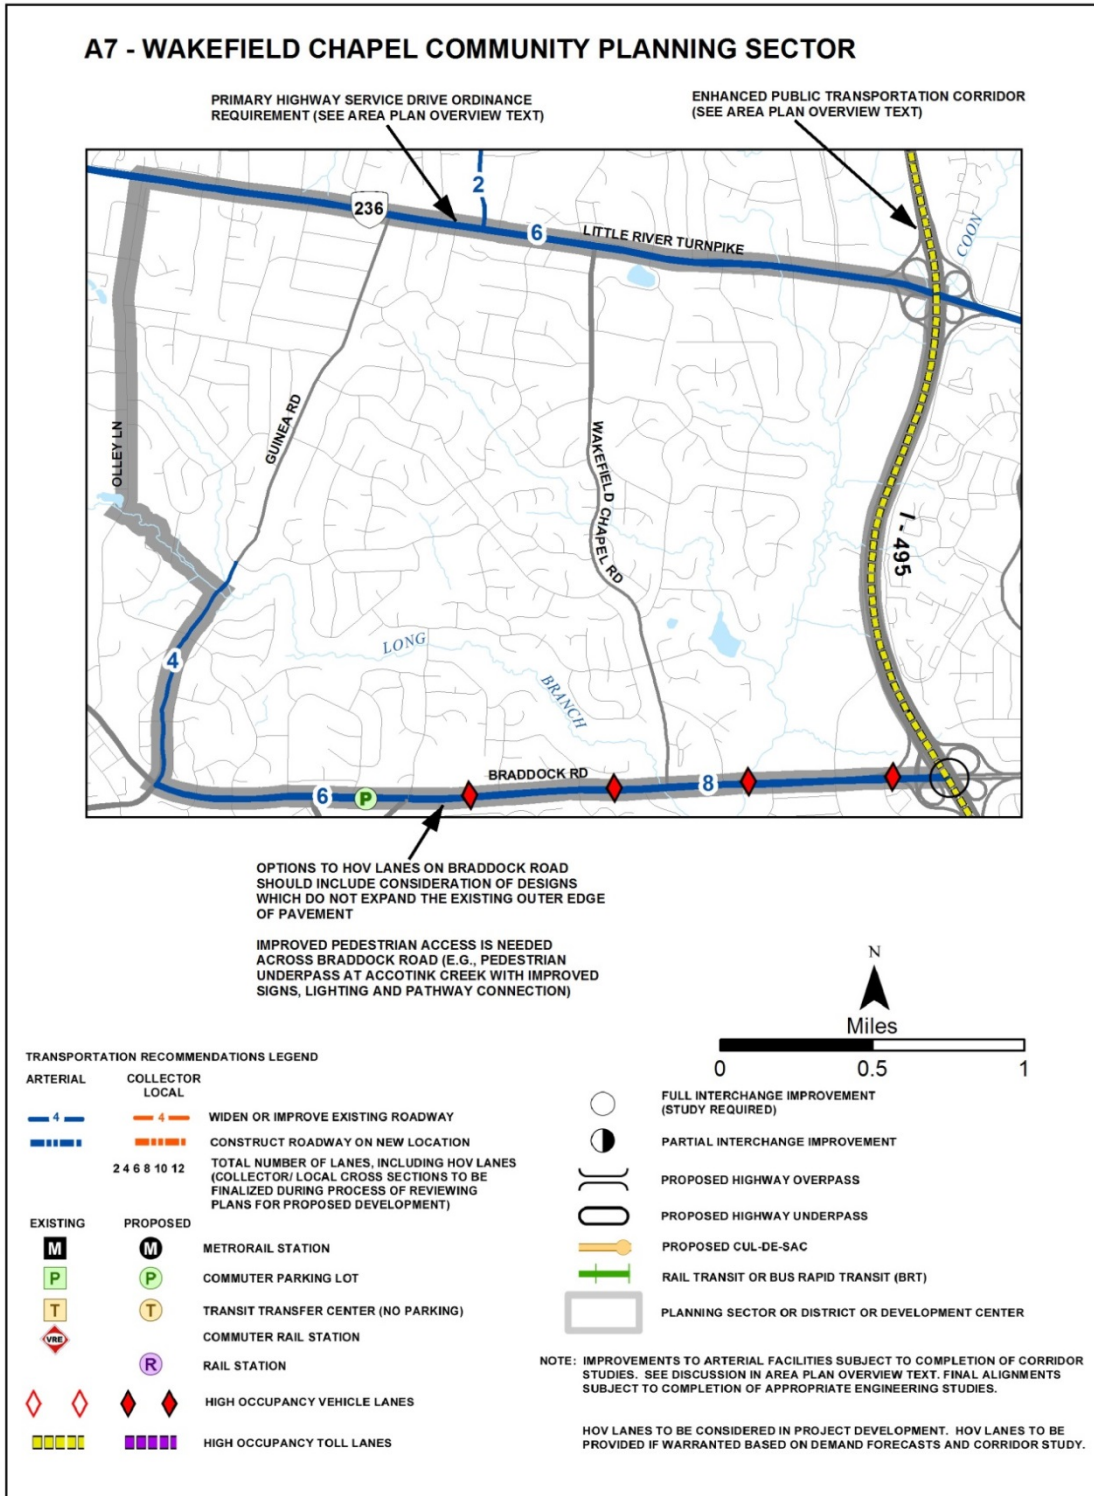 A7 - WAKEFIELD CHAPEL COMMUNITY PLANNING SECTOR
PRIMARY HIGHWAY SERVICE DRIVE ORDINANCE
REQUIREMENT (SEE AREA PLAN OVERVIEW TEXT)
ENHANCED PUBLIC TRANSPORTATION CORRIDOR
(SEE AREA PLAN OVERVIEW TEXT)
2
236
6
LITTLE RIVER TURNPIKE
COON
OLLEY LN
GUINEA RD
WAKEFIELD CHAPEL RD
I - 495
4
LONG
BRANCH
BRADDOCK RD
6
P
8
OPTIONS TO HOV LANES ON BRADDOCK ROAD
SHOULD INCLUDE CONSIDERATION OF DESIGNS
WHICH DO NOT EXPAND THE EXISTING OUTER EDGE
OF PAVEMENT
IMPROVED PEDESTRIAN ACCESS IS NEEDED
ACROSS BRADDOCK ROAD (E.G., PEDESTRIAN
UNDERPASS AT ACCOTINK CREEK WITH IMPROVED
SIGNS, LIGHTING AND PATHWAY CONNECTION)
N
Miles
0 0.5 1
TRANSPORTATION RECOMMENDATIONS LEGEND
ARTERIAL
COLLECTOR
LOCAL
4 4 WIDEN OR IMPROVE EXISTING ROADWAY
CONSTRUCT ROADWAY ON NEW LOCATION
2 4 6 8 10 12 TOTAL NUMBER OF LANES, INCLUDING HOV LANES
(COLLECTOR/ LOCAL CROSS SECTIONS TO BE
FINALIZED DURING PROCESS OF REVIEWING
PLANS FOR PROPOSED DEVELOPMENT)
EXISTING PROPOSED
M M METRORAIL STATION
P P COMMUTER PARKING LOT
T T TRANSIT TRANSFER CENTER (NO PARKING)
VRE COMMUTER RAIL STATION
R RAIL STATION
HIGH OCCUPANCY VEHICLE LANES
HIGH OCCUPANCY TOLL LANES
FULL INTERCHANGE IMPROVEMENT
(STUDY REQUIRED)
PARTIAL INTERCHANGE IMPROVEMENT
PROPOSED HIGHWAY OVERPASS
PROPOSED HIGHWAY UNDERPASS
PROPOSED CUL-DE-SAC
RAIL TRANSIT OR BUS RAPID TRANSIT (BRT)
PLANNING SECTOR OR DISTRICT OR DEVELOPMENT CENTER
NOTE: IMPROVEMENTS TO ARTERIAL FACILITIES SUBJECT TO COMPLETION OF CORRIDOR
STUDIES. SEE DISCUSSION IN AREA PLAN OVERVIEW TEXT. FINAL ALIGNMENTS
SUBJECT TO COMPLETION OF APPROPRIATE ENGINEERING STUDIES.
HOV LANES TO BE CONSIDERED IN PROJECT DEVELOPMENT. HOV LANES TO BE
PROVIDED IF WARRANTED BASED ON DEMAND FORECASTS AND CORRIDOR STUDY.